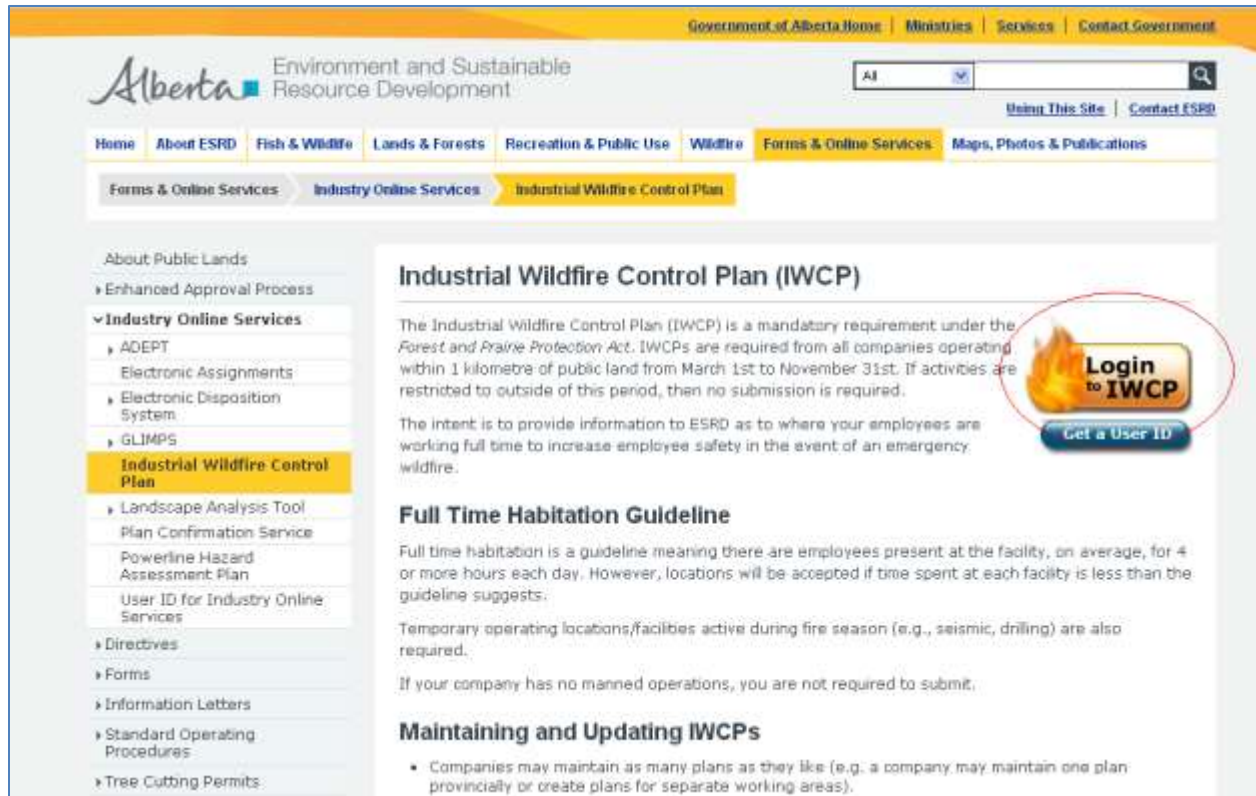 Government of Alberta Home | Ministries | Services | Contact Government
Alberta Environment and Sustainable
Resource Development
All
Using This Site | Contact ESRD
Home About ESRD Fish & Wildlife Lands & Forests Recreation & Public Use Wildfire Forms & Online Services Maps, Photos & Publications
Forms & Online Services Industry Online Services Industrial Wildfire Control Plan
About Public Lands
Enhanced Approval Process
Industry Online Services
ADEPT
Electronic Assignments
Electronic Disposition
System
GLIMPS
Industrial Wildfire Control
Plan
Landscape Analysis Tool
Plan Confirmation Service
Powerline Hazard
Assessment Plan
User ID for Industry Online
Services
Directives
Forms
Information Letters
Standard Operating
Procedures
Tree Cutting Permits
Industrial Wildfire Control Plan (IWCP)
The Industrial Wildfire Control Plan (IWCP) is a mandatory requirement under the
Forest and Prairie Protection Act. IWCPs are required from all companies operating
within 1 kilometre of public land from March 1st to November 31st. If activities are
restricted to outside of this period, then no submission is required.
The intent is to provide information to ESRD as to where your employees are
working full time to increase employee safety in the event of an emergency
wildfire.
Login
to IWCP
Get a User ID
Full Time Habitation Guideline
Full time habitation is a guideline meaning there are employees present at the facility, on average, for 4
or more hours each day. However, locations will be accepted if time spent at each facility is less than the
guideline suggests.
Temporary operating locations/facilities active during fire season (e.g., seismic, drilling) are also
required.
If your company has no manned operations, you are not required to submit.
Maintaining and Updating IWCPs
• Companies may maintain as many plans as they like (e.g. a company may maintain one plan
provincially or create plans for separate working areas).